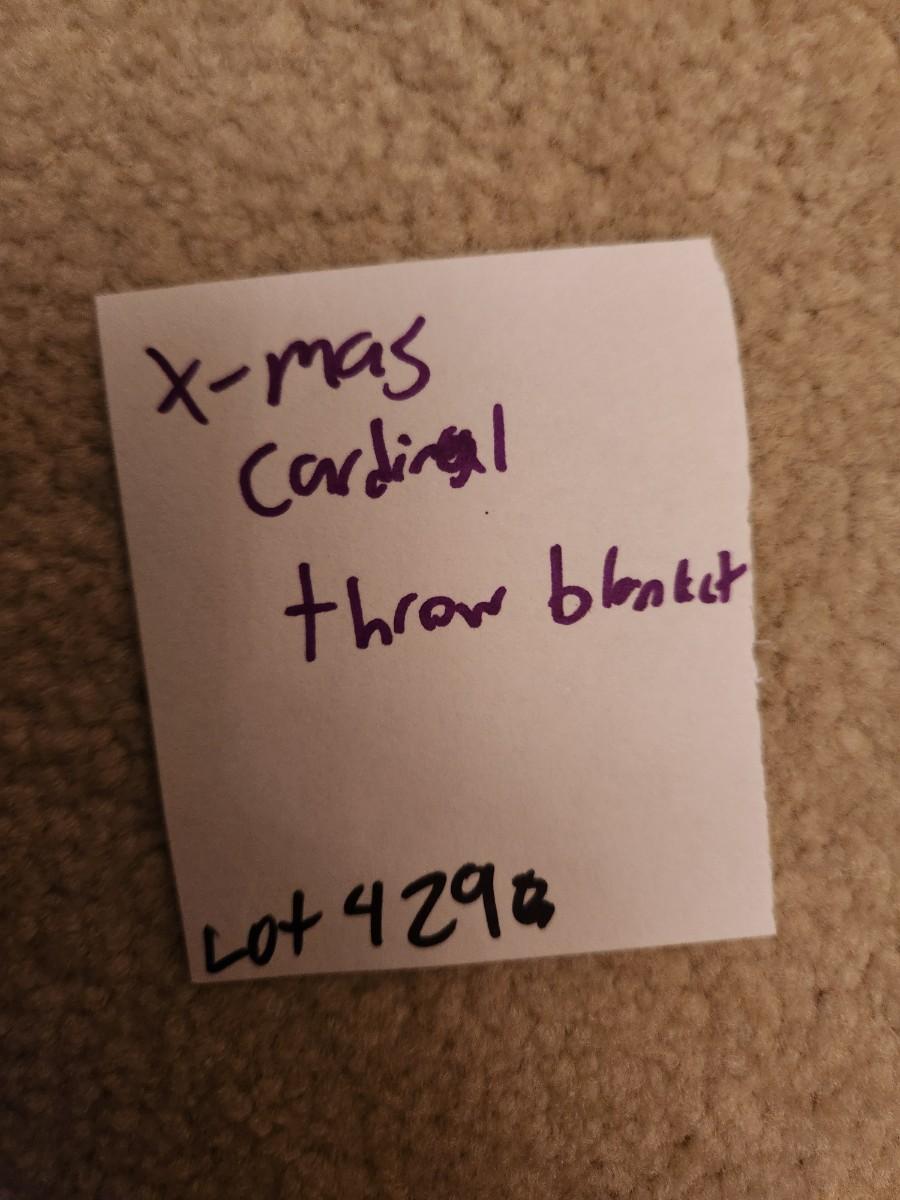 x-mas
Cardinal
throw blanket
Lot 429